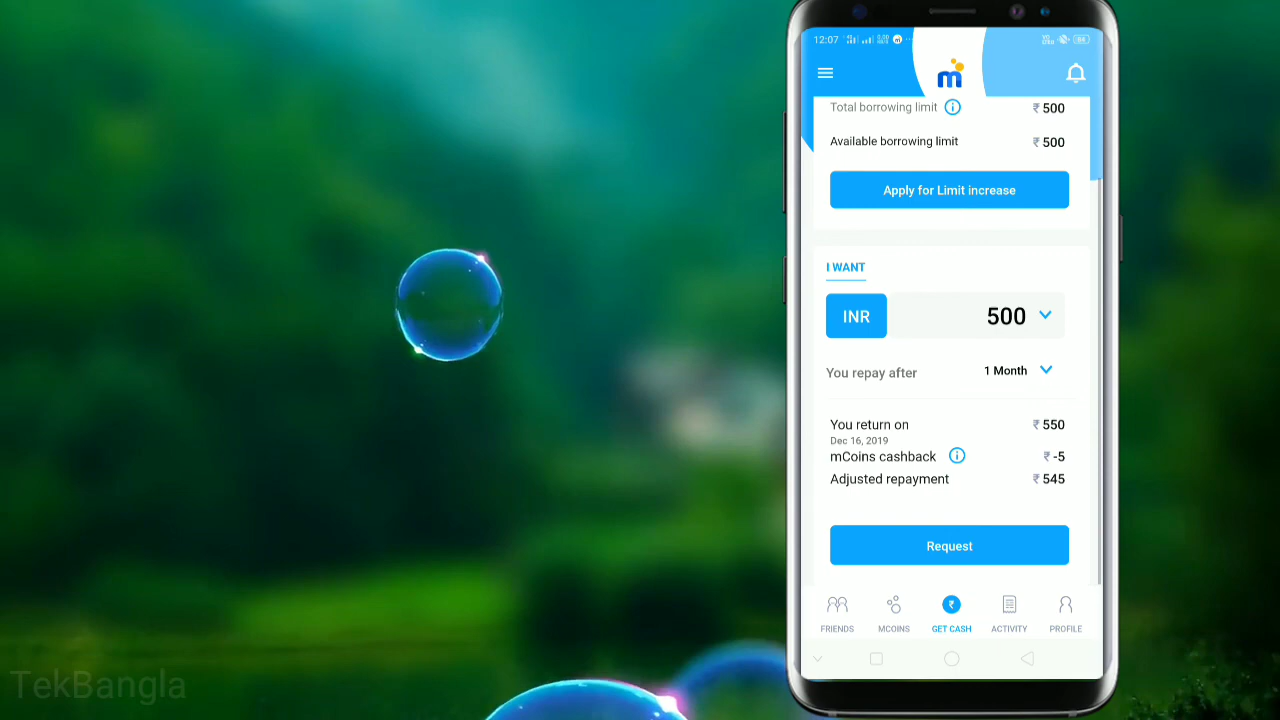 12:07
m
Total borrowing limit ₹ 500
Available borrowing limit ₹ 500
Apply for Limit increase
I WANT
INR 500
You repay after 1 Month
You return on ₹ 550
Dec 16, 2019
mCoins cashback ₹ -5
Adjusted repayment ₹ 545
Request
FRIENDS MCOINS GET CASH ACTIVITY PROFILE
TekBangla